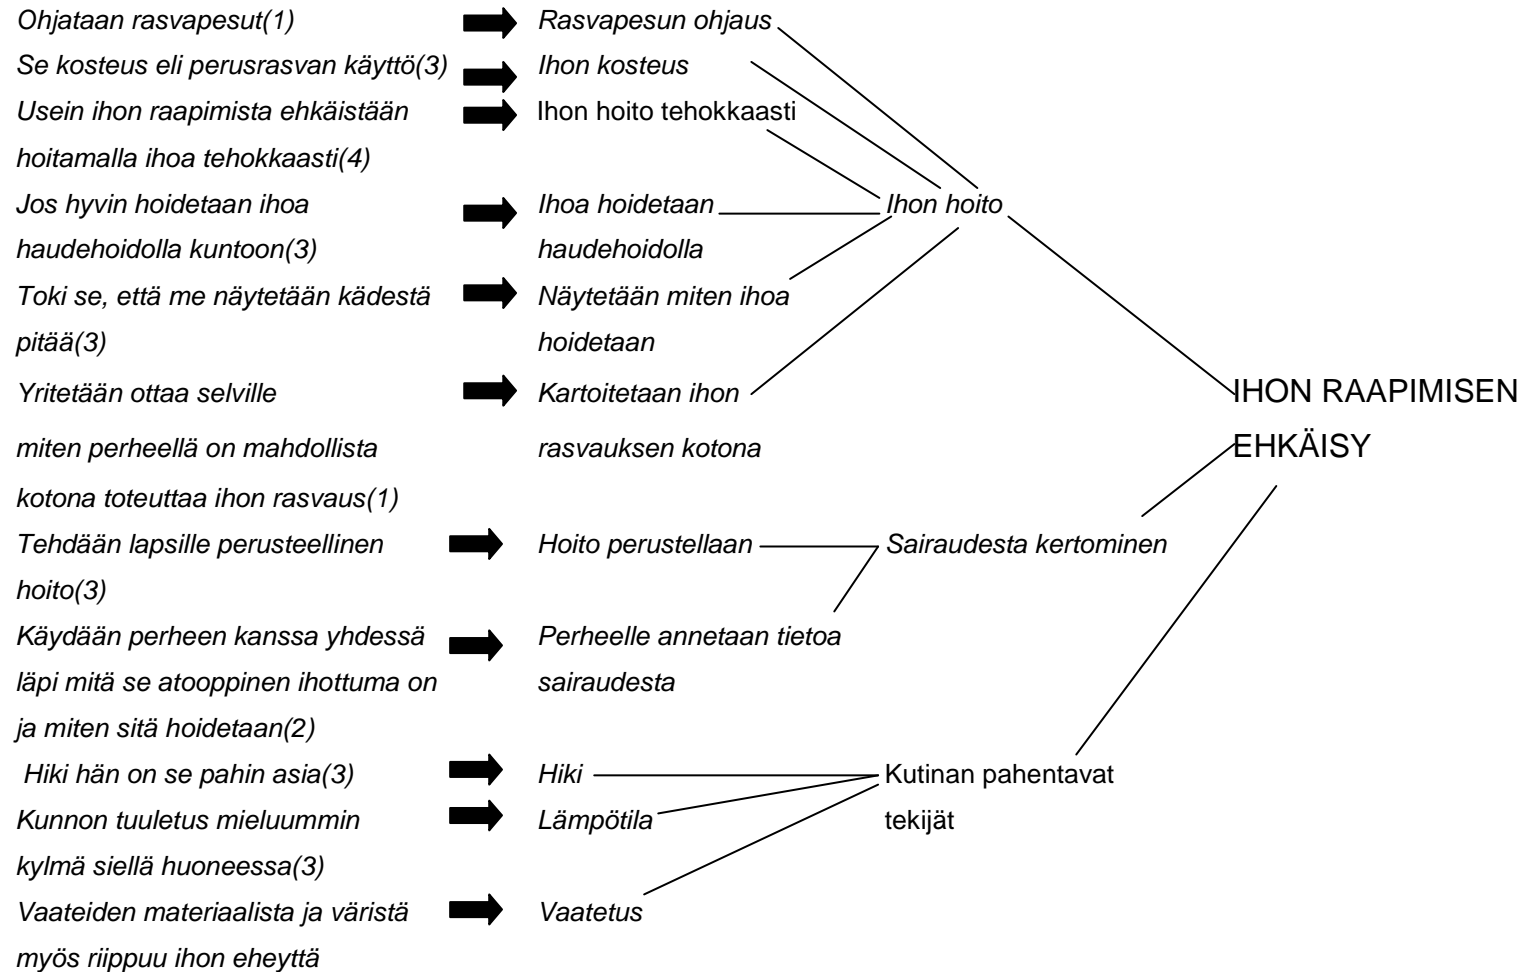 Ohjataan rasvapesut(1) Rasvapesun ohjaus
Se kosteus eli perusrasvan käyttö(3) Ihon kosteus
Usein ihon raapimista ehkäistään Ihon hoito tehokkaasti
hoitamalla ihoa tehokkaasti(4)
Jos hyvin hoidetaan ihoa Ihoa hoidetaan Ihon hoito
haudehoidolla kuntoon(3) haudehoidolla
Toki se, että me näytetään kädestä Näytetään miten ihoa
pitää(3) hoidetaan
Yritetään ottaa selville Kartoitetaan ihon IHON RAAPIMISEN
miten perheellä on mahdollista rasvauksen kotona EHKÄISY
kotona toteuttaa ihon rasvaus(1)
Tehdään lapsille perusteellinen Hoito perustellaan Sairaudesta kertominen
hoito(3)
Käydään perheen kanssa yhdessä Perheelle annetaan tietoa
läpi mitä se atooppinen ihottuma on sairaudesta
ja miten sitä hoidetaan(2)
Hiki hän on se pahin asia(3) Hiki Kutinan pahentavat
Kunnon tuuletus mieluummin Lämpötila tekijät
kylmä siellä huoneessa(3)
Vaateiden materiaalista ja väristä Vaatetus
myös riippuu ihon eheyttä